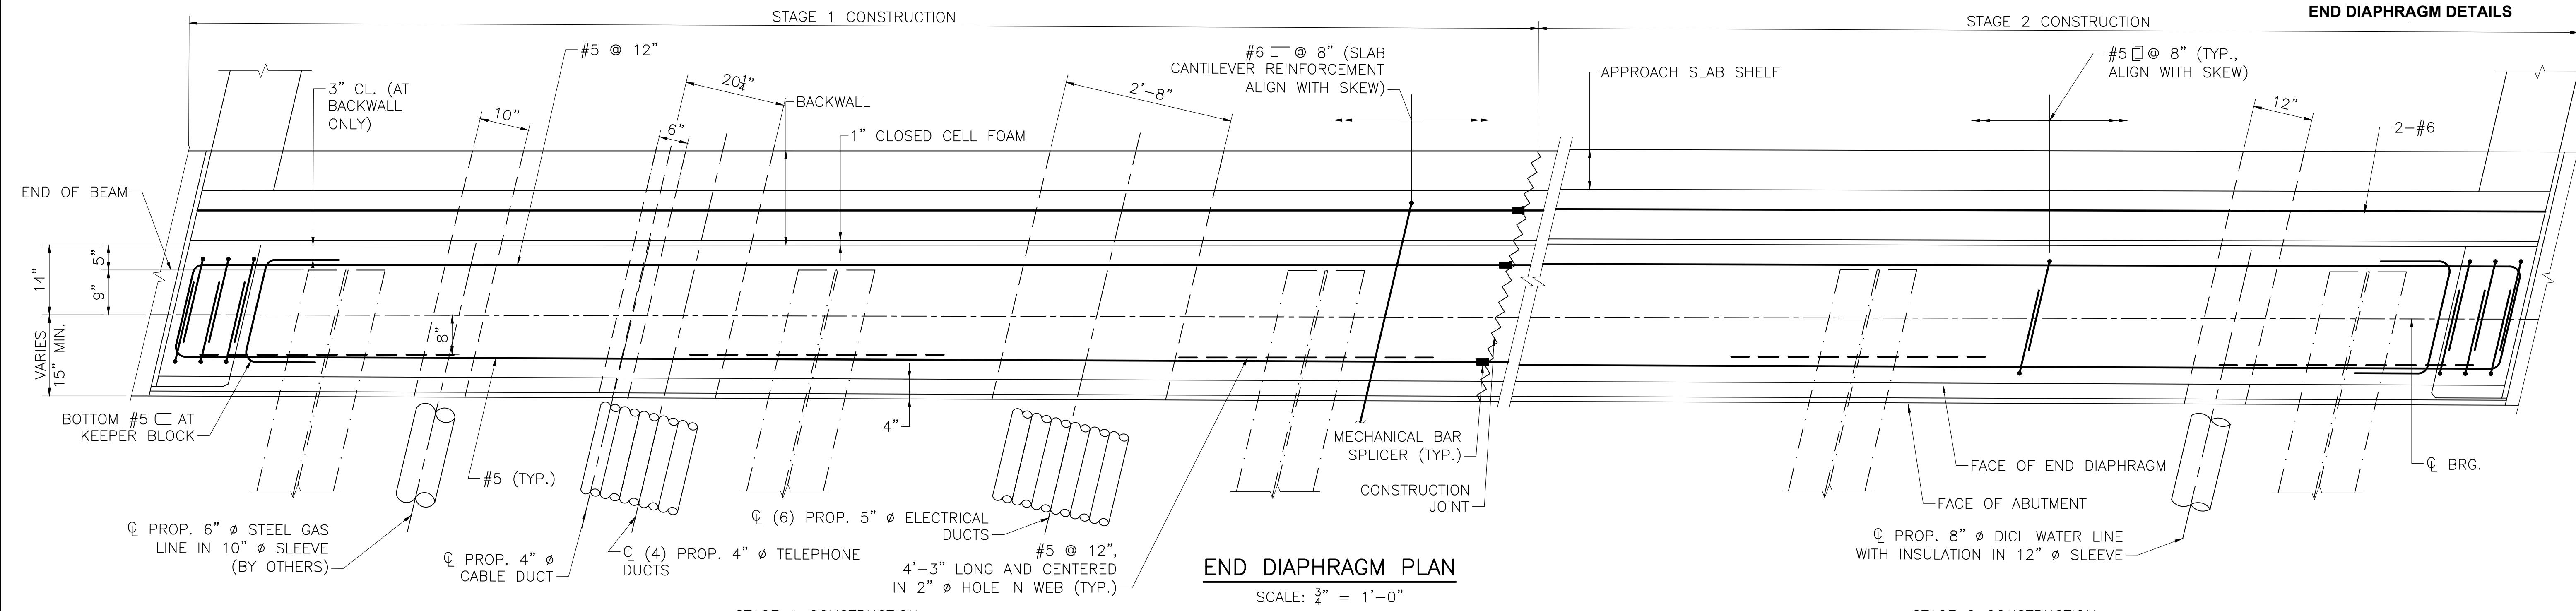 STAGE 1 CONSTRUCTION
STAGE 2 CONSTRUCTION
END DIAPHRAGM DETAILS
#5 @ 12"
3" CL. (AT
BACKWALL
ONLY)
10"
20¼"
6"
BACKWALL
1" CLOSED CELL FOAM
2'-8"
#6 @ 8" (SLAB
CANTILEVER REINFORCEMENT
ALIGN WITH SKEW)
APPROACH SLAB SHELF
#5 @ 8" (TYP.,
ALIGN WITH SKEW)
12"
2-#6
END OF BEAM
14"
5"
9"
VARIES
15" MIN.
8"
4"
BOTTOM #5 AT
KEEPER BLOCK
#5 (TYP.)
℄ PROP. 6" ø STEEL GAS
LINE IN 10" ø SLEEVE
(BY OTHERS)
℄ PROP. 4" ø
CABLE DUCT
℄ (4) PROP. 4" ø TELEPHONE
DUCTS
℄ (6) PROP. 5" ø ELECTRICAL
DUCTS
#5 @ 12",
4'-3" LONG AND CENTERED
IN 2" ø HOLE IN WEB (TYP.)
MECHANICAL BAR
SPLICER (TYP.)
CONSTRUCTION
JOINT
FACE OF END DIAPHRAGM
FACE OF ABUTMENT
℄ BRG.
℄ PROP. 8" ø DICL WATER LINE
WITH INSULATION IN 12" ø SLEEVE
END DIAPHRAGM PLAN
SCALE: ¾" = 1'-0"